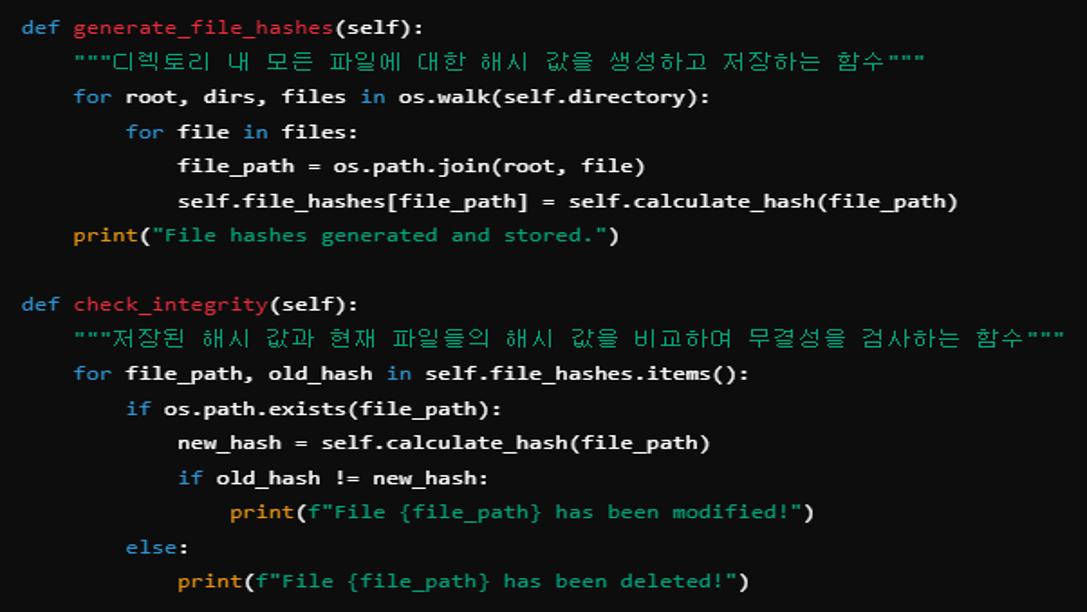 def generate_file_hashes(self):
    """디렉토리 내 모든 파일에 대한 해시 값을 생성하고 저장하는 함수"""
    for root, dirs, files in os.walk(self.directory):
        for file in files:
            file_path = os.path.join(root, file)
            self.file_hashes[file_path] = self.calculate_hash(file_path)
    print("File hashes generated and stored.")

def check_integrity(self):
    """저장된 해시 값과 현재 파일들의 해시 값을 비교하여 무결성을 검사하는 함수"""
    for file_path, old_hash in self.file_hashes.items():
        if os.path.exists(file_path):
            new_hash = self.calculate_hash(file_path)
            if old_hash != new_hash:
                print(f"File {file_path} has been modified!")
        else:
            print(f"File {file_path} has been deleted!")